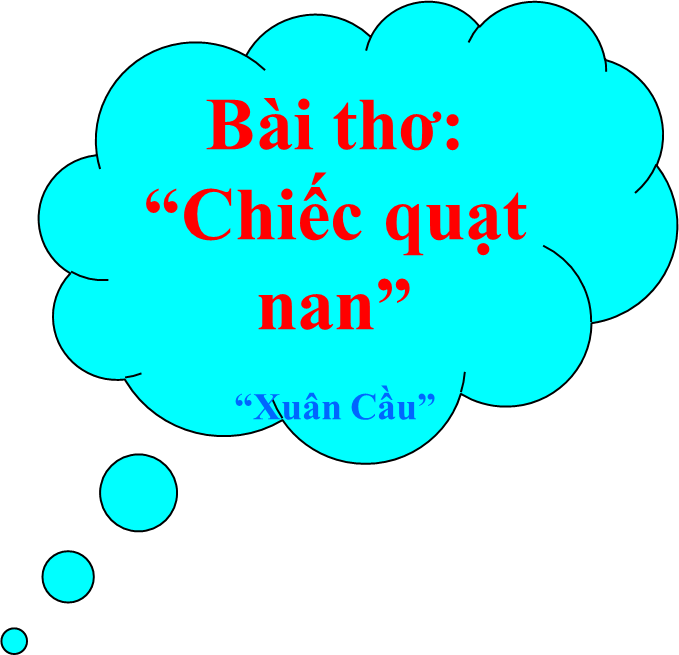 Bài thơ:
“Chiếc quạt
nan”
“Xuân Cầu”